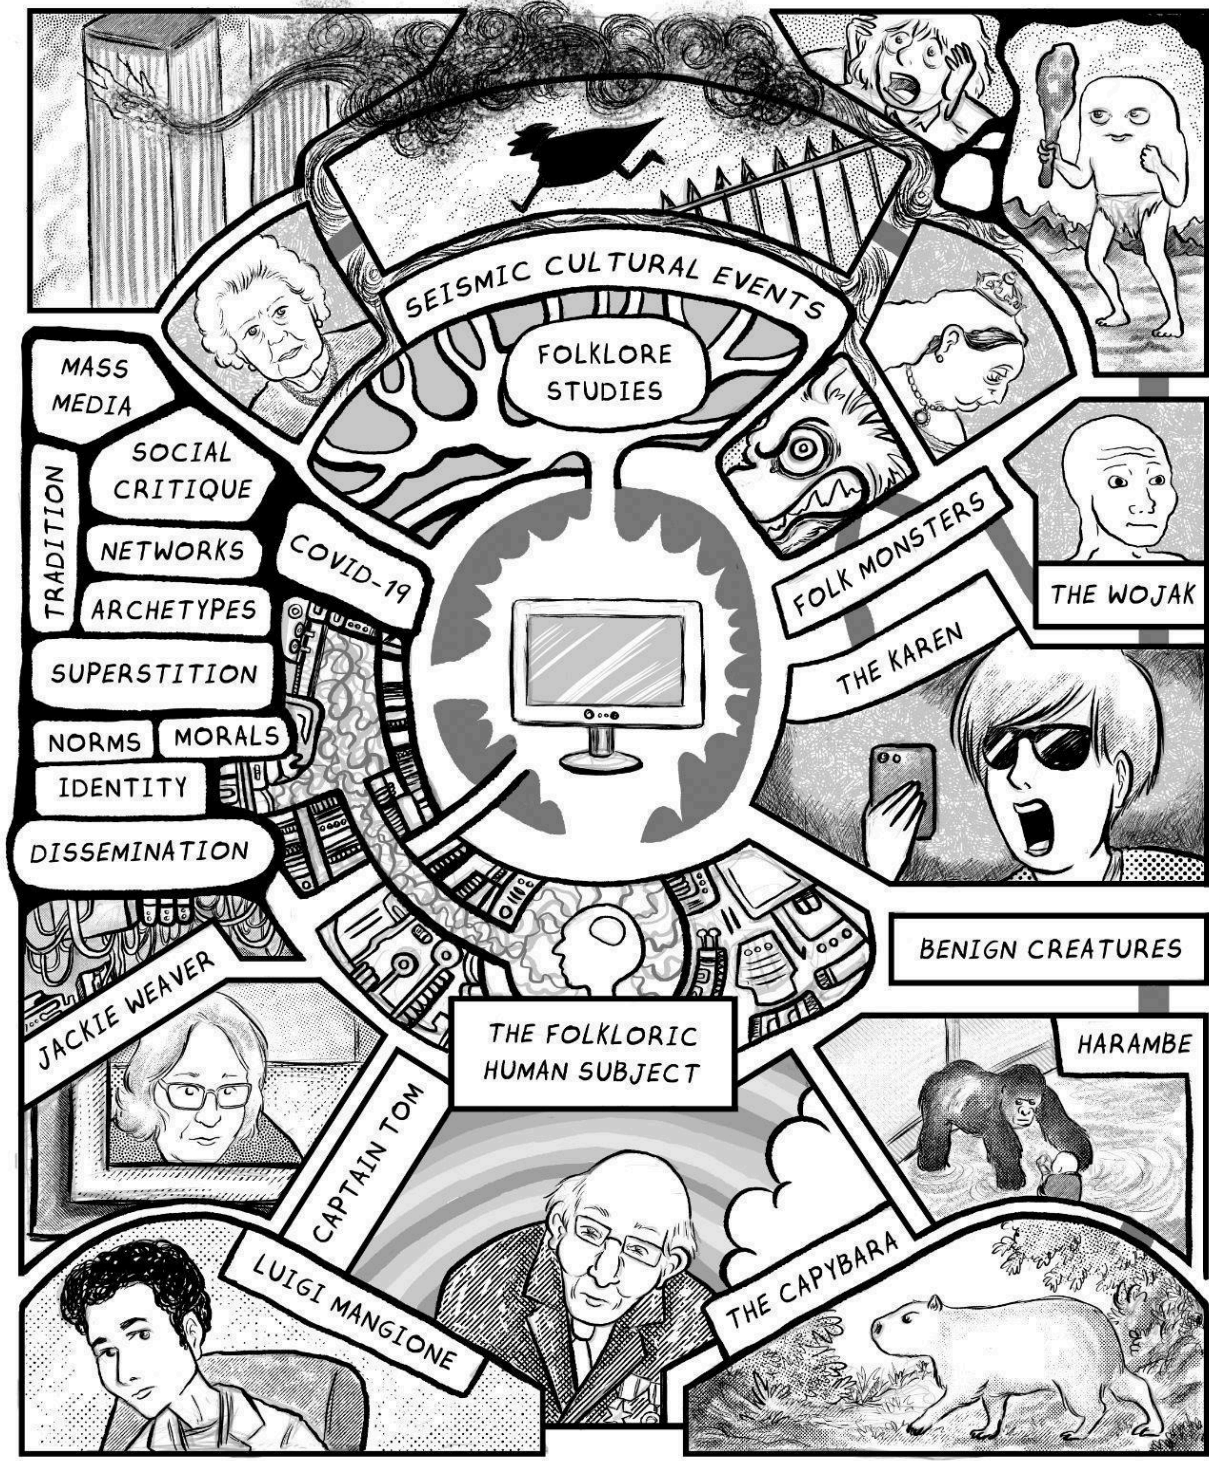 SEISMIC CULTURAL EVENTS
FOLKLORE
STUDIES
MASS
MEDIA
SOCIAL
CRITIQUE
TRADITION
NETWORKS
ARCHETYPES
SUPERSTITION
NORMS
MORALS
IDENTITY
DISSEMINATION
COVID-19
FOLK MONSTERS
THE WOJAK
THE KAREN
BENIGN CREATURES
HARAMBE
JACKIE WEAVER
THE FOLKLORIC
HUMAN SUBJECT
CAPTAIN TOM
LUIGI MANGIONE
THE CAPYBARA